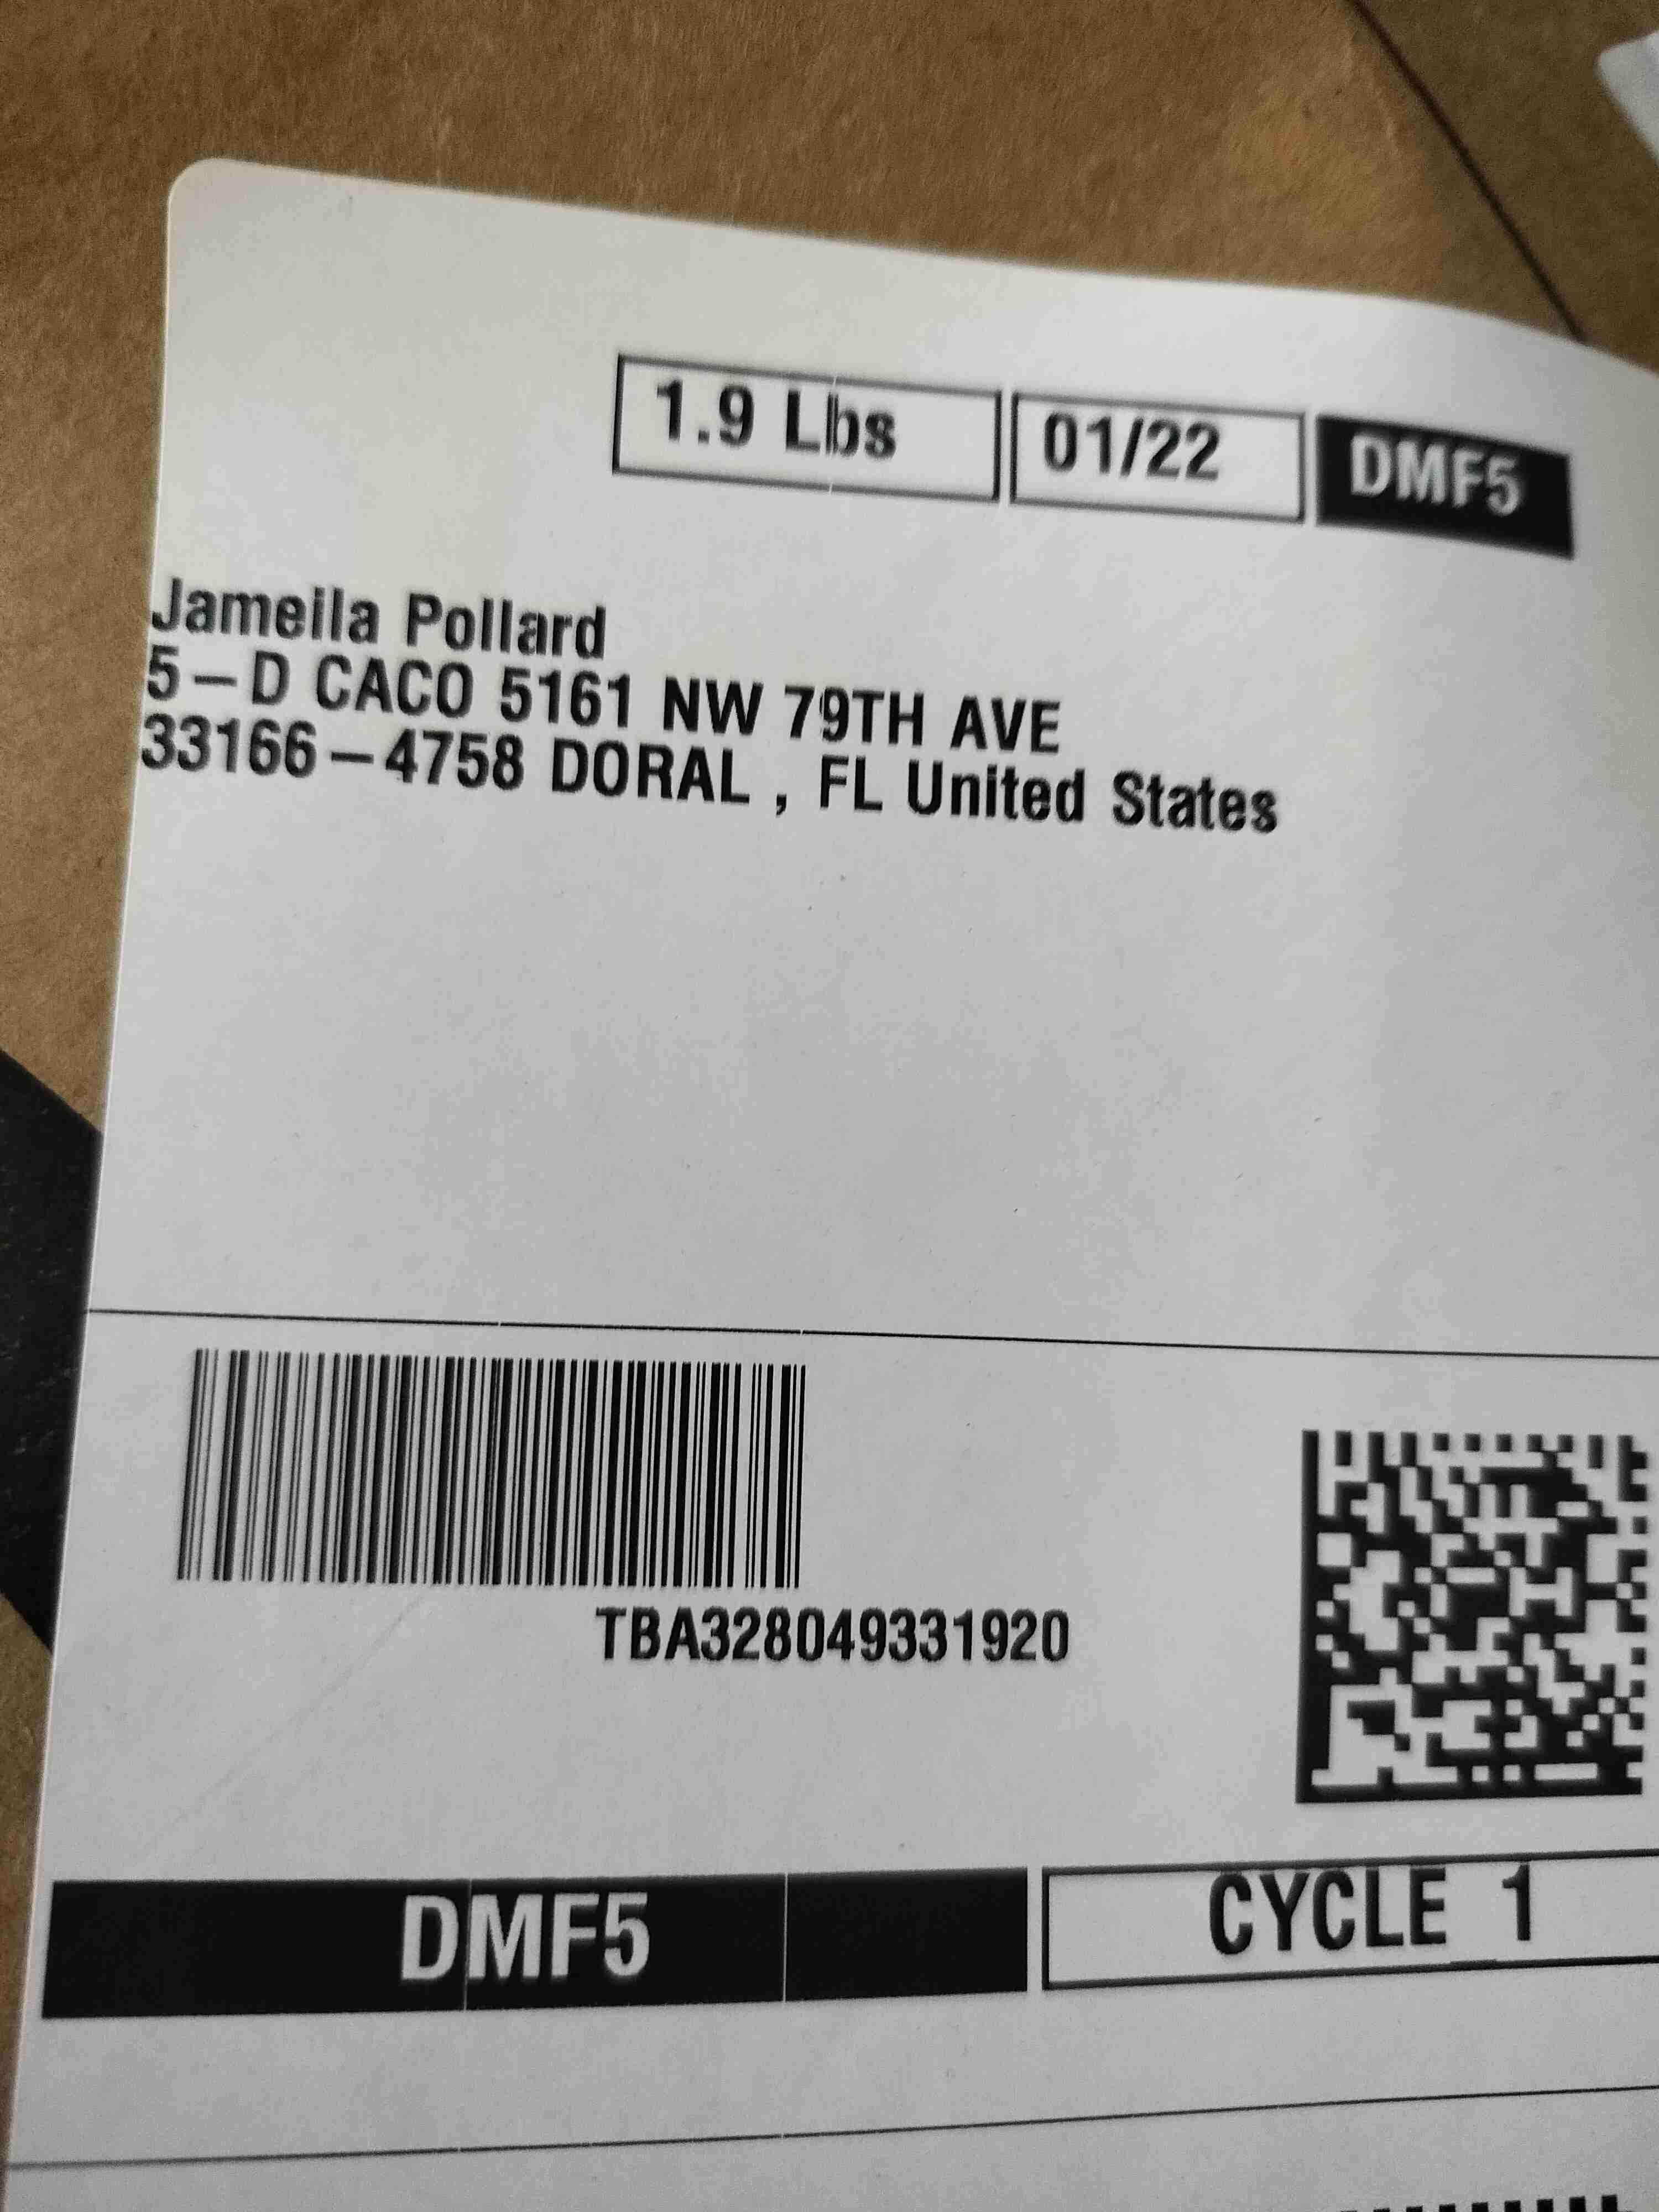 1.9 Lbs 01/22 DMF5
Jameila Pollard
5-D CACO 5161 NW 79TH AVE
33166-4758 DORAL , FL United States
TBA328049331920
DMF5 CYCLE 1